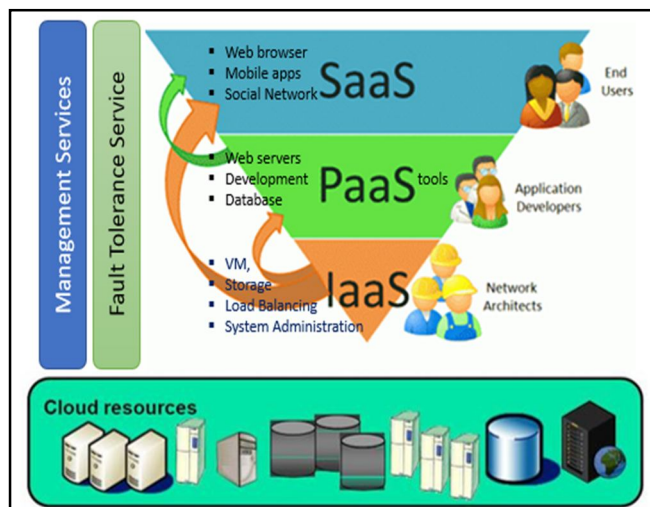 Management Services
Fault Tolerance Service
▪ Web browser
▪ Mobile apps
▪ Social Network
SaaS
End
Users
▪ Web servers
▪ Development
▪ Database
PaaS tools
Application
Developers
▪ VM,
▪ Storage
▪ Load Balancing
▪ System Administration
IaaS
Network
Architects
Cloud resources